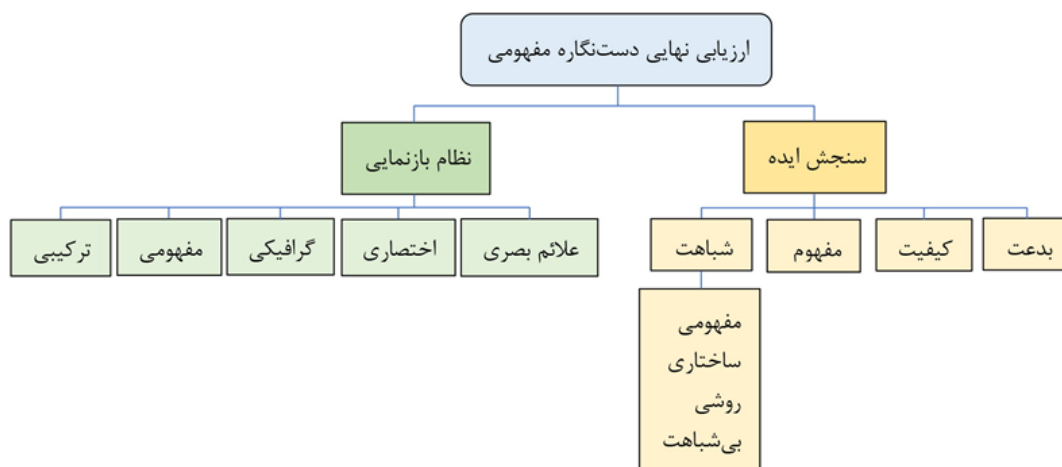 ارزیابی نهایی دست‌نگاره مفهومی
سنجش ایده
نظام بازنمایی
بدعت
کیفیت
مفهوم
شباهت
علائم بصری
اختصاری
گرافیکی
مفهومی
ترکیبی
مفهومی
ساختاری
روشی
بی‌شباهت